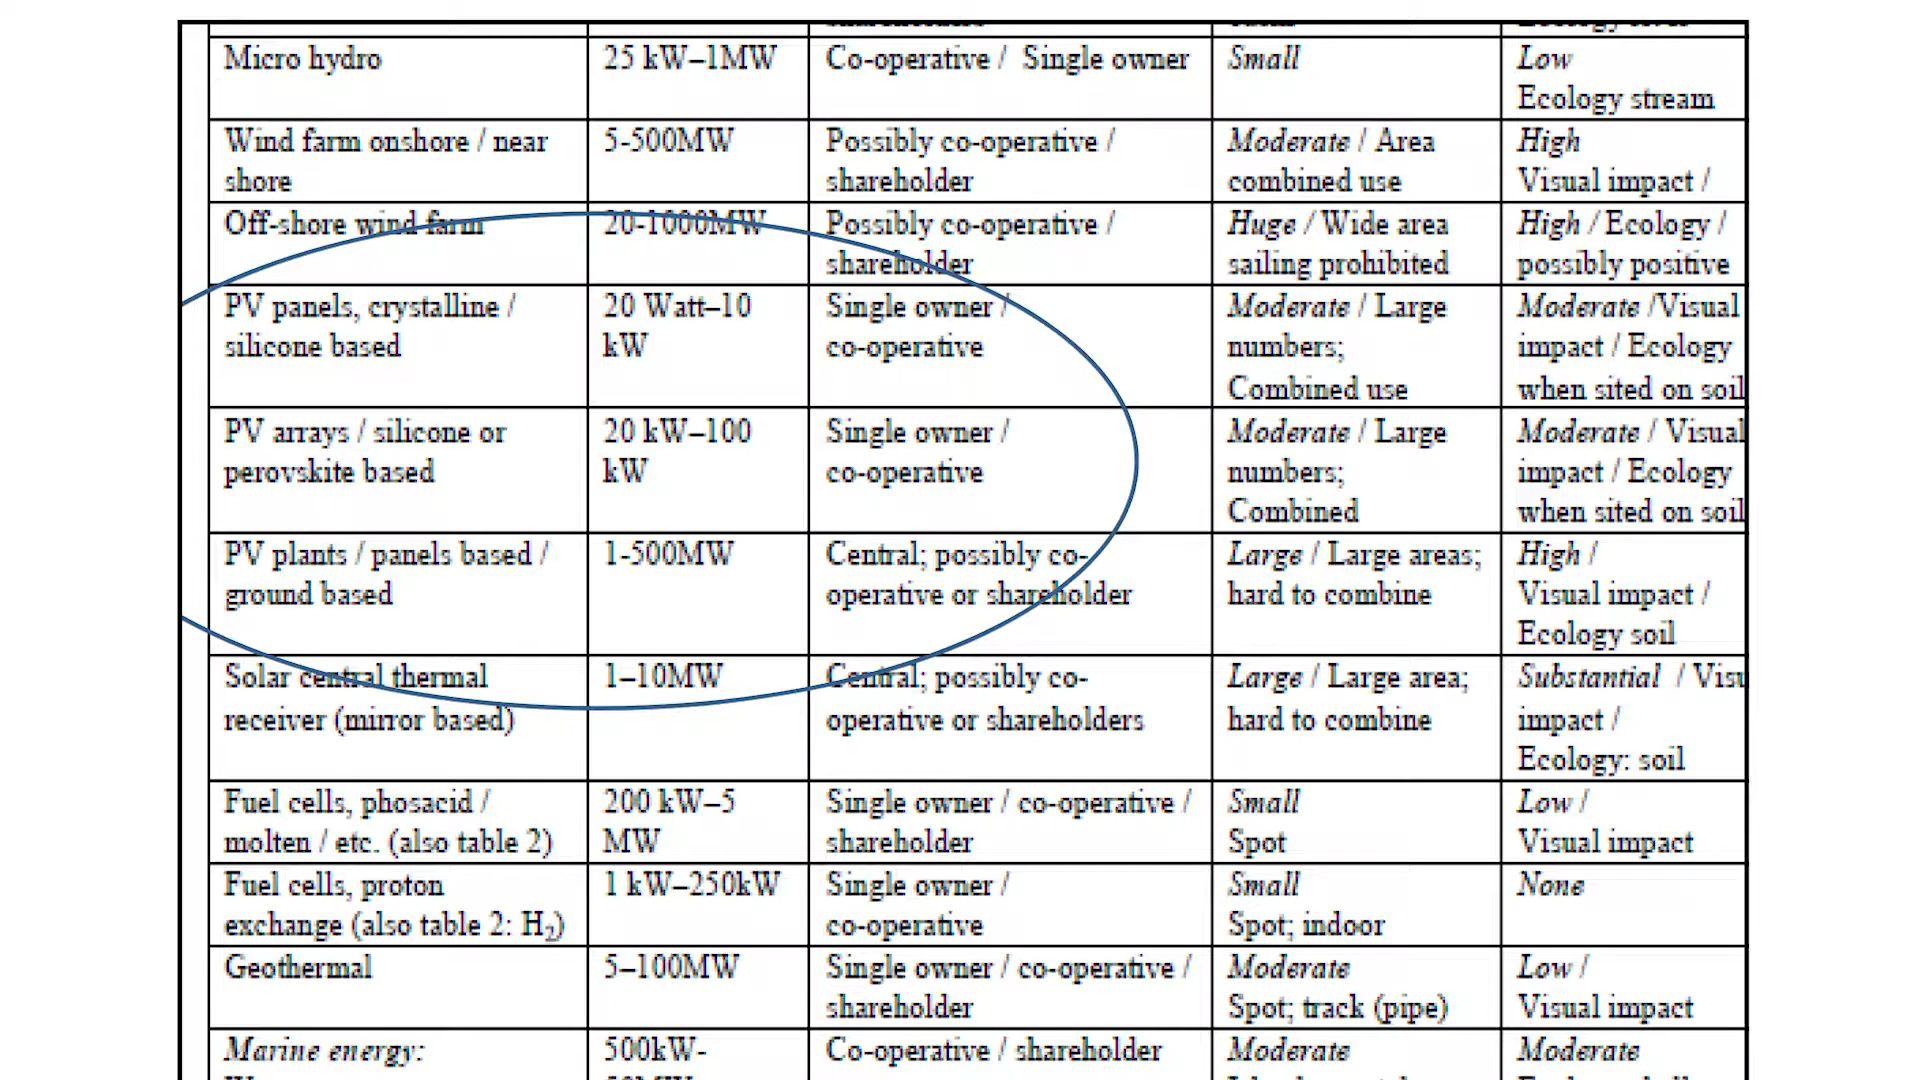 Micro hydro
25 kW–1MW
Co-operative / Single owner
Small
Low
Ecology stream
Wind farm onshore / near
shore
5-500MW
Possibly co-operative /
shareholder
Moderate / Area
combined use
High
Visual impact /
Off-shore wind farm
20-1000MW
Possibly co-operative /
shareholder
Huge / Wide area
sailing prohibited
High / Ecology /
possibly positive
PV panels, crystalline /
silicone based
20 Watt–10
kW
Single owner /
co-operative
Moderate / Large
numbers;
Combined use
Moderate /Visual
impact / Ecology
when sited on soil
PV arrays / silicone or
perovskite based
20 kW–100
kW
Single owner /
co-operative
Moderate / Large
numbers;
Combined
Moderate / Visual
impact / Ecology
when sited on soil
PV plants / panels based /
ground based
1-500MW
Central; possibly co-
operative or shareholder
Large / Large areas;
hard to combine
High /
Visual impact /
Ecology soil
Solar central thermal
receiver (mirror based)
1–10MW
Central; possibly co-
operative or shareholders
Large / Large area;
hard to combine
Substantial /
impact /
Ecology: soil
Fuel cells, phosacid /
molten / etc. (also table 2)
200 kW–5
MW
Single owner / co-operative /
shareholder
Small
Spot
Low /
Visual impact
Fuel cells, proton
exchange (also table 2: H₂)
1 kW–250kW
Single owner /
co-operative
Small
Spot; indoor
None
Geothermal
5–100MW
Single owner / co-operative /
shareholder
Moderate
Spot; track (pipe)
Low /
Visual impact
Marine energy:
500kW-
Co-operative / shareholder
Moderate
Moderate